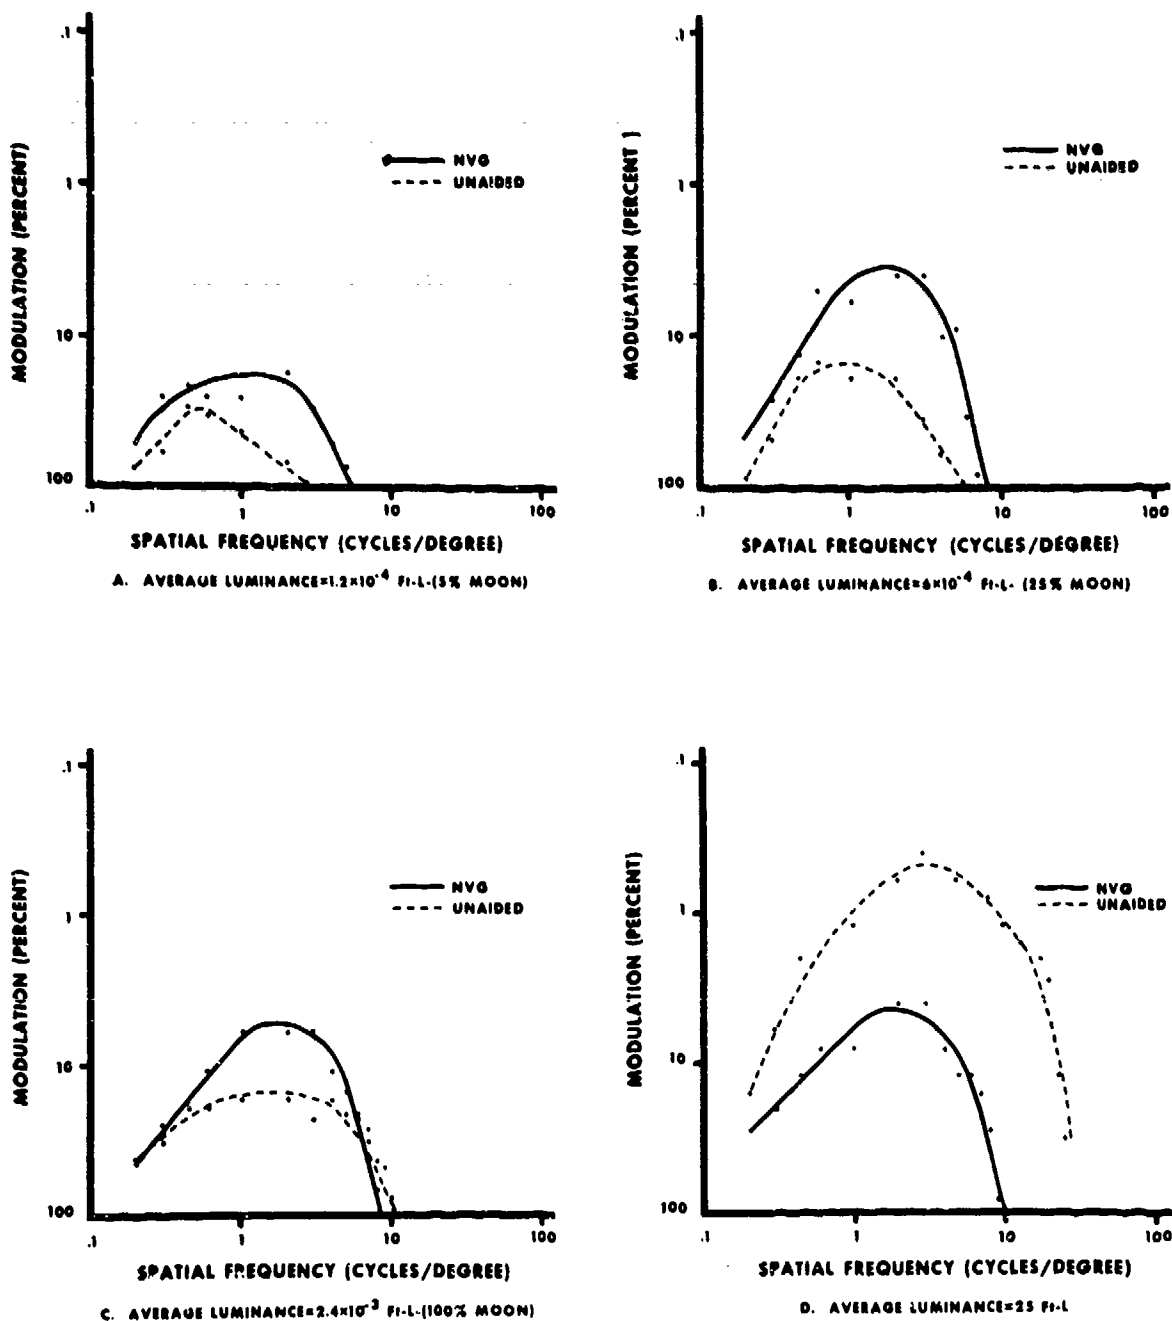 .1
1
10
100
MODULATION (PERCENT)
NVG
UNAIDED
.1 1 10 100
SPATIAL FREQUENCY (CYCLES/DEGREE)
A. AVERAGE LUMINANCE=1.2×10⁻⁴ Ft-L-(5% MOON)
.1
1
10
100
MODULATION (PERCENT)
NVG
UNAIDED
.1 1 10 100
SPATIAL FREQUENCY (CYCLES/DEGREE)
B. AVERAGE LUMINANCE=6×10⁻⁴ Ft-L- (25% MOON)
.1
1
10
100
MODULATION (PERCENT)
NVG
UNAIDED
.1 1 10 100
SPATIAL FREQUENCY (CYCLES/DEGREE)
C. AVERAGE LUMINANCE=2.4×10⁻³ Ft-L-(100% MOON)
.1
1
10
100
MODULATION (PERCENT)
NVG
UNAIDED
.1 1 10 100
SPATIAL FREQUENCY (CYCLES/DEGREE)
D. AVERAGE LUMINANCE=25 Ft-L